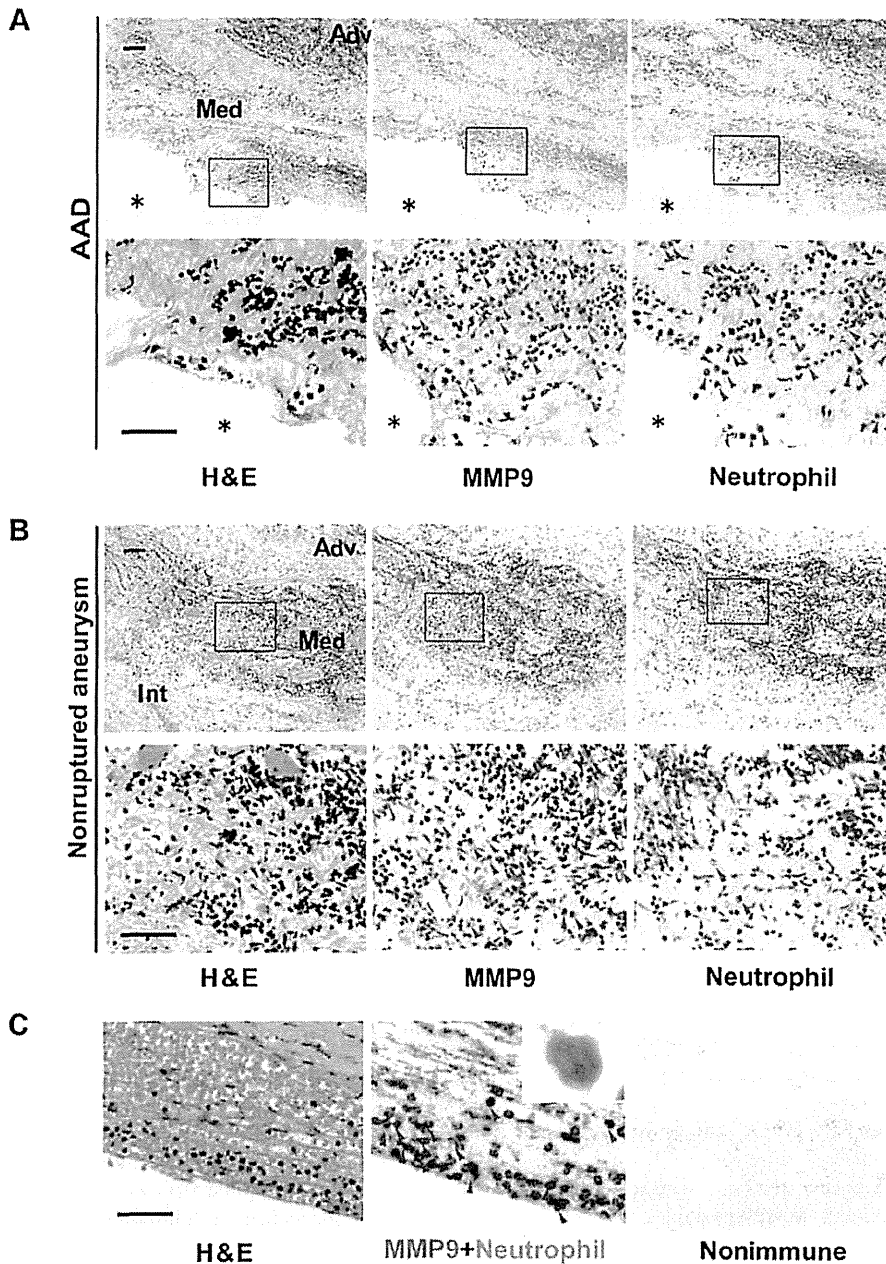 A
AAD
Adv
Med
*
*
*
*
*
*
H&E MMP9 Neutrophil
B
Nonruptured aneurysm
Adv
Med
Int
H&E MMP9 Neutrophil
C
H&E MMP9+Neutrophil Nonimmune